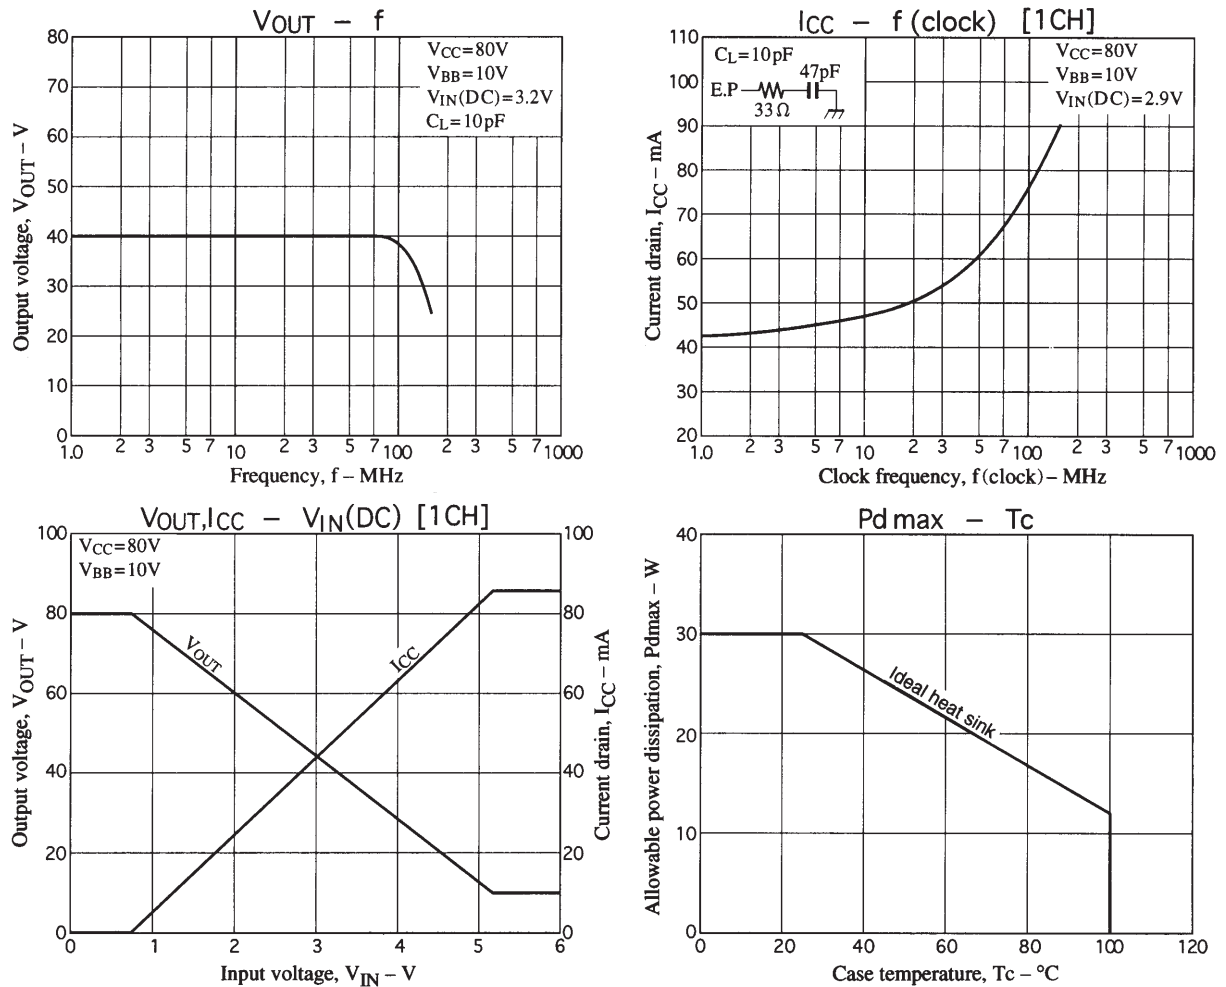 VOUT – f
80
70
60
50
40
30
20
10
0
VCC=80V
VBB=10V
VIN(DC)=3.2V
CL=10pF
Output voltage, VOUT – V
1.0 2 3 5 7 10 2 3 5 7 100 2 3 5 7 1000
Frequency, f – MHz
ICC – f (clock) [1CH]
110
100
90
80
70
60
50
40
30
20
CL=10pF
47pF
E.P
33Ω
VCC=80V
VBB=10V
VIN(DC)=2.9V
Current drain, ICC – mA
1.0 2 3 5 7 10 2 3 5 7 100 2 3 5 7 1000
Clock frequency, f (clock) – MHz
VOUT,ICC – VIN(DC) [1CH]
100
80
60
40
20
0
VCC=80V
VBB=10V
VOUT
ICC
100
80
60
40
20
0
Output voltage, VOUT – V
Current drain, ICC – mA
0 1 2 3 4 5 6
Input voltage, VIN – V
Pd max – Tc
40
30
20
10
0
Ideal heat sink
Allowable power dissipation, Pdmax – W
0 20 40 60 80 100 120
Case temperature, Tc – °C